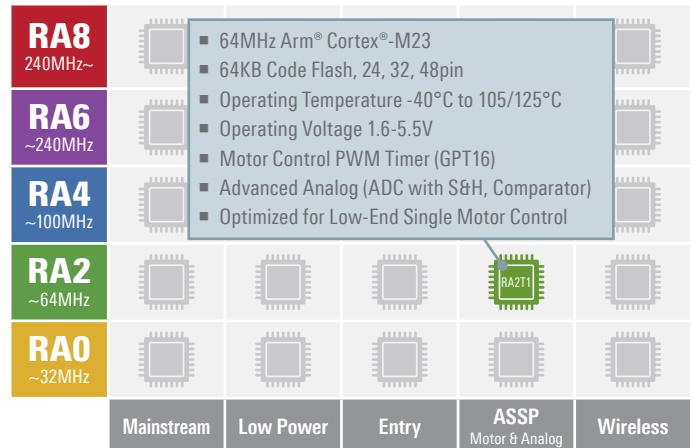 RA8
240MHz~
■ 64MHz Arm® Cortex®-M23
■ 64KB Code Flash, 24, 32, 48pin
■ Operating Temperature -40°C to 105/125°C
■ Operating Voltage 1.6-5.5V
■ Motor Control PWM Timer (GPT16)
■ Advanced Analog (ADC with S&H, Comparator)
■ Optimized for Low-End Single Motor Control
RA6
~240MHz
RA4
~100MHz
RA2
~64MHz
RA2T1
RA0
~32MHz
Mainstream
Low Power
Entry
ASSP
Motor & Analog
Wireless